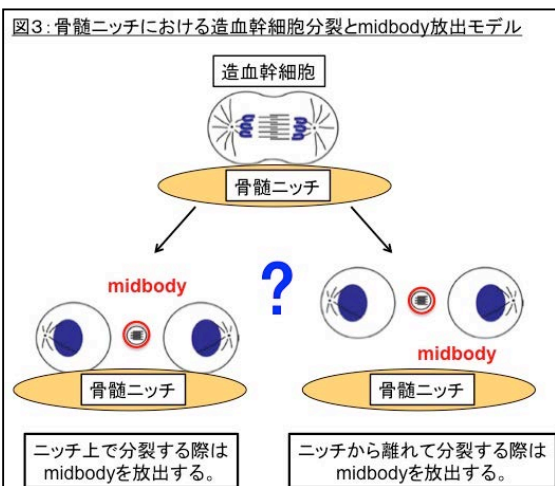 図3:骨髄ニッチにおける造血幹細胞分裂とmidbody放出モデル
造血幹細胞
骨髄ニッチ
midbody
?
midbody
骨髄ニッチ
骨髄ニッチ
ニッチ上で分裂する際は
midbodyを放出する。
ニッチから離れて分裂する際は
midbodyを放出する。